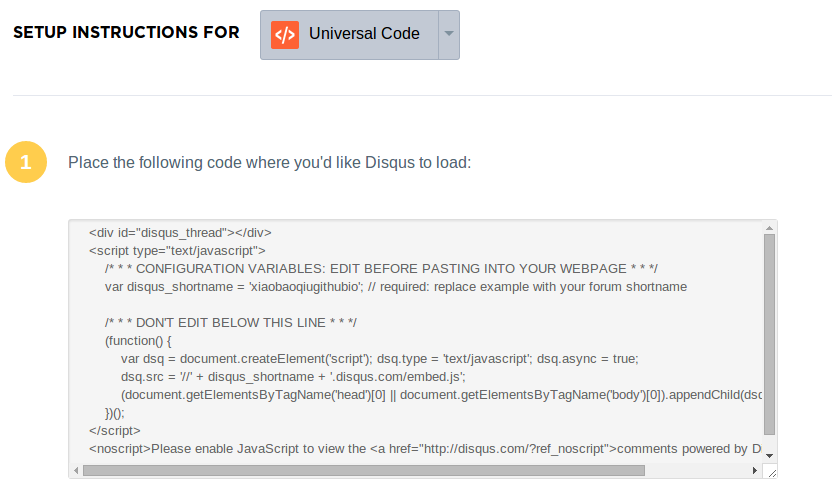 SETUP INSTRUCTIONS FOR
</> Universal Code
1
Place the following code where you'd like Disqus to load:
<div id="disqus_thread"></div>
<script type="text/javascript">
/* * * CONFIGURATION VARIABLES: EDIT BEFORE PASTING INTO YOUR WEBPAGE * * */
var disqus_shortname = 'xiaobaoqiugithubio'; // required: replace example with your forum shortname
/* * * DON'T EDIT BELOW THIS LINE * * */
(function() {
var dsq = document.createElement('script'); dsq.type = 'text/javascript'; dsq.async = true;
dsq.src = '//' + disqus_shortname + '.disqus.com/embed.js';
(document.getElementsByTagName('head')[0] || document.getElementsByTagName('body')[0]).appendChild(dsq
})();
</script>
<noscript>Please enable JavaScript to view the <a href="http://disqus.com/?ref_noscript">comments powered by D